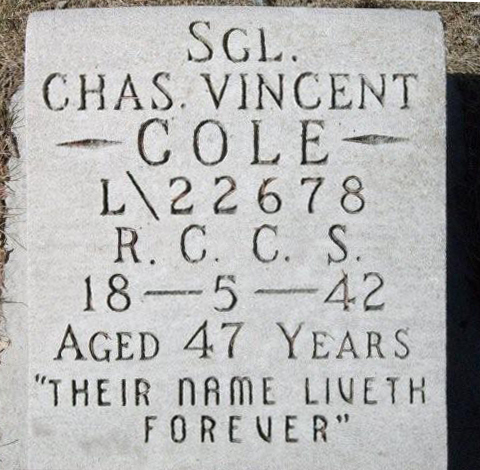 SGL.
CHAS. VINCENT
COLE
L\22678
R. C. C. S.
18—5—42
AGED 47 YEARS
"THEIR NAME LIVETH
FOREVER"